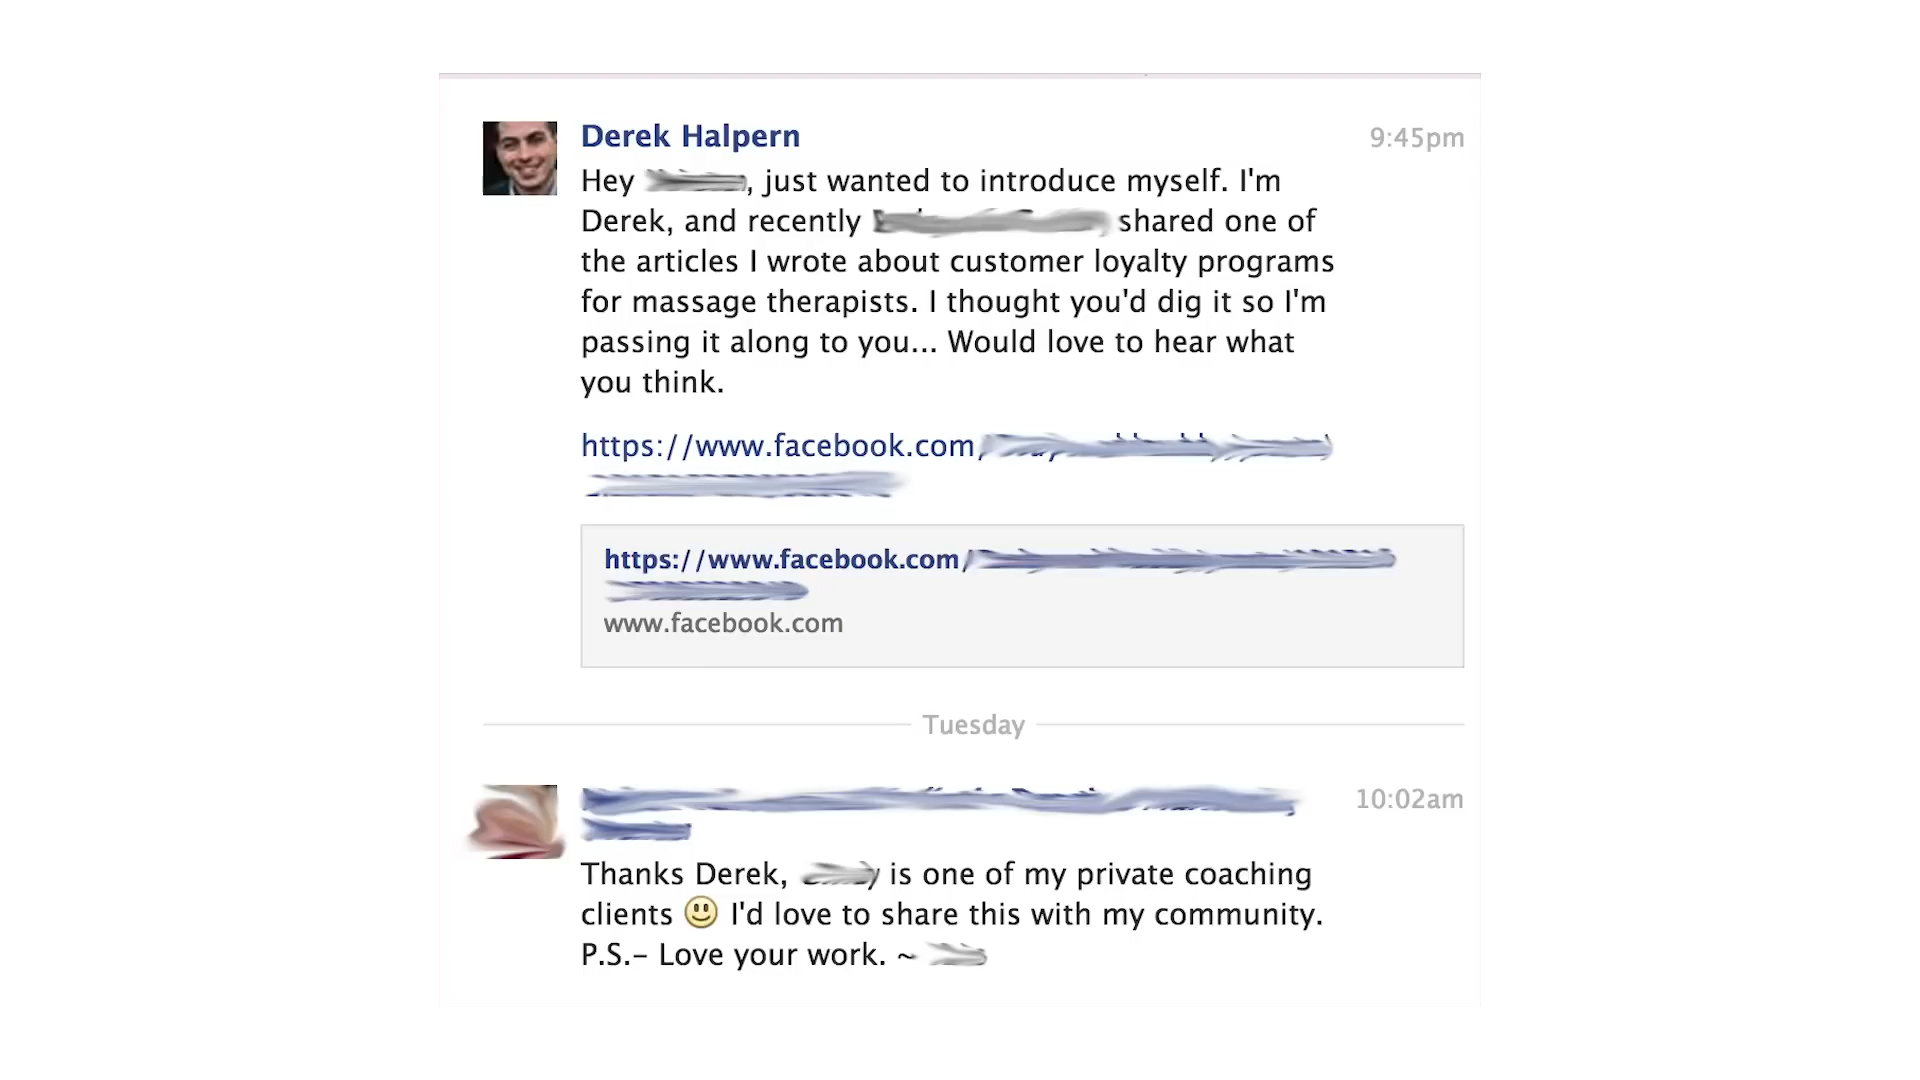 Derek Halpern
9:45pm
Hey , just wanted to introduce myself. I'm
Derek, and recently shared one of
the articles I wrote about customer loyalty programs
for massage therapists. I thought you'd dig it so I'm
passing it along to you... Would love to hear what
you think.
https://www.facebook.com/
https://www.facebook.com/
www.facebook.com
Tuesday
10:02am
Thanks Derek, is one of my private coaching
clients 🙂 I'd love to share this with my community.
P.S.– Love your work. ~